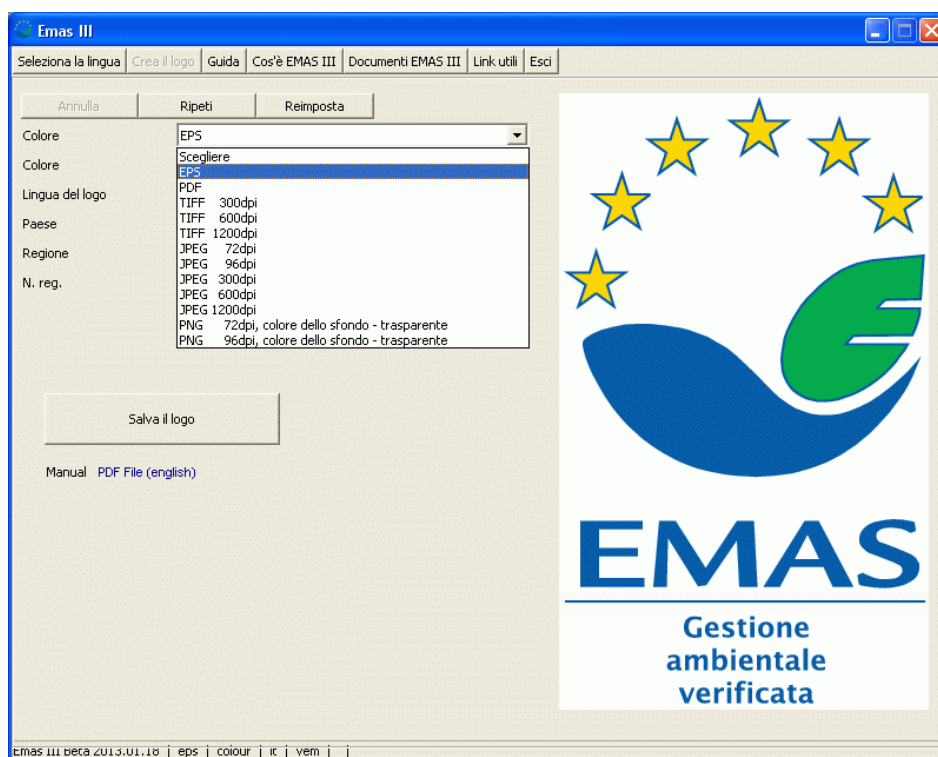 Emas III
Seleziona la lingua Crea il logo Guida Cos'è EMAS III Documenti EMAS III Link utili Esci
Annulla Ripeti Reimposta
Colore EPS
Colore
Lingua del logo
Paese
Regione
N. reg.
Scegliere
EPS
PDF
TIFF 300dpi
TIFF 600dpi
TIFF 1200dpi
JPEG 72dpi
JPEG 96dpi
JPEG 300dpi
JPEG 600dpi
JPEG 1200dpi
PNG 72dpi, colore dello sfondo - trasparente
PNG 96dpi, colore dello sfondo - trasparente
Salva il logo
Manual PDF File (english)
EMAS
Gestione
ambientale
verificata
Emas III Beta 2013.01.18 | eps | colour | it | vem | |